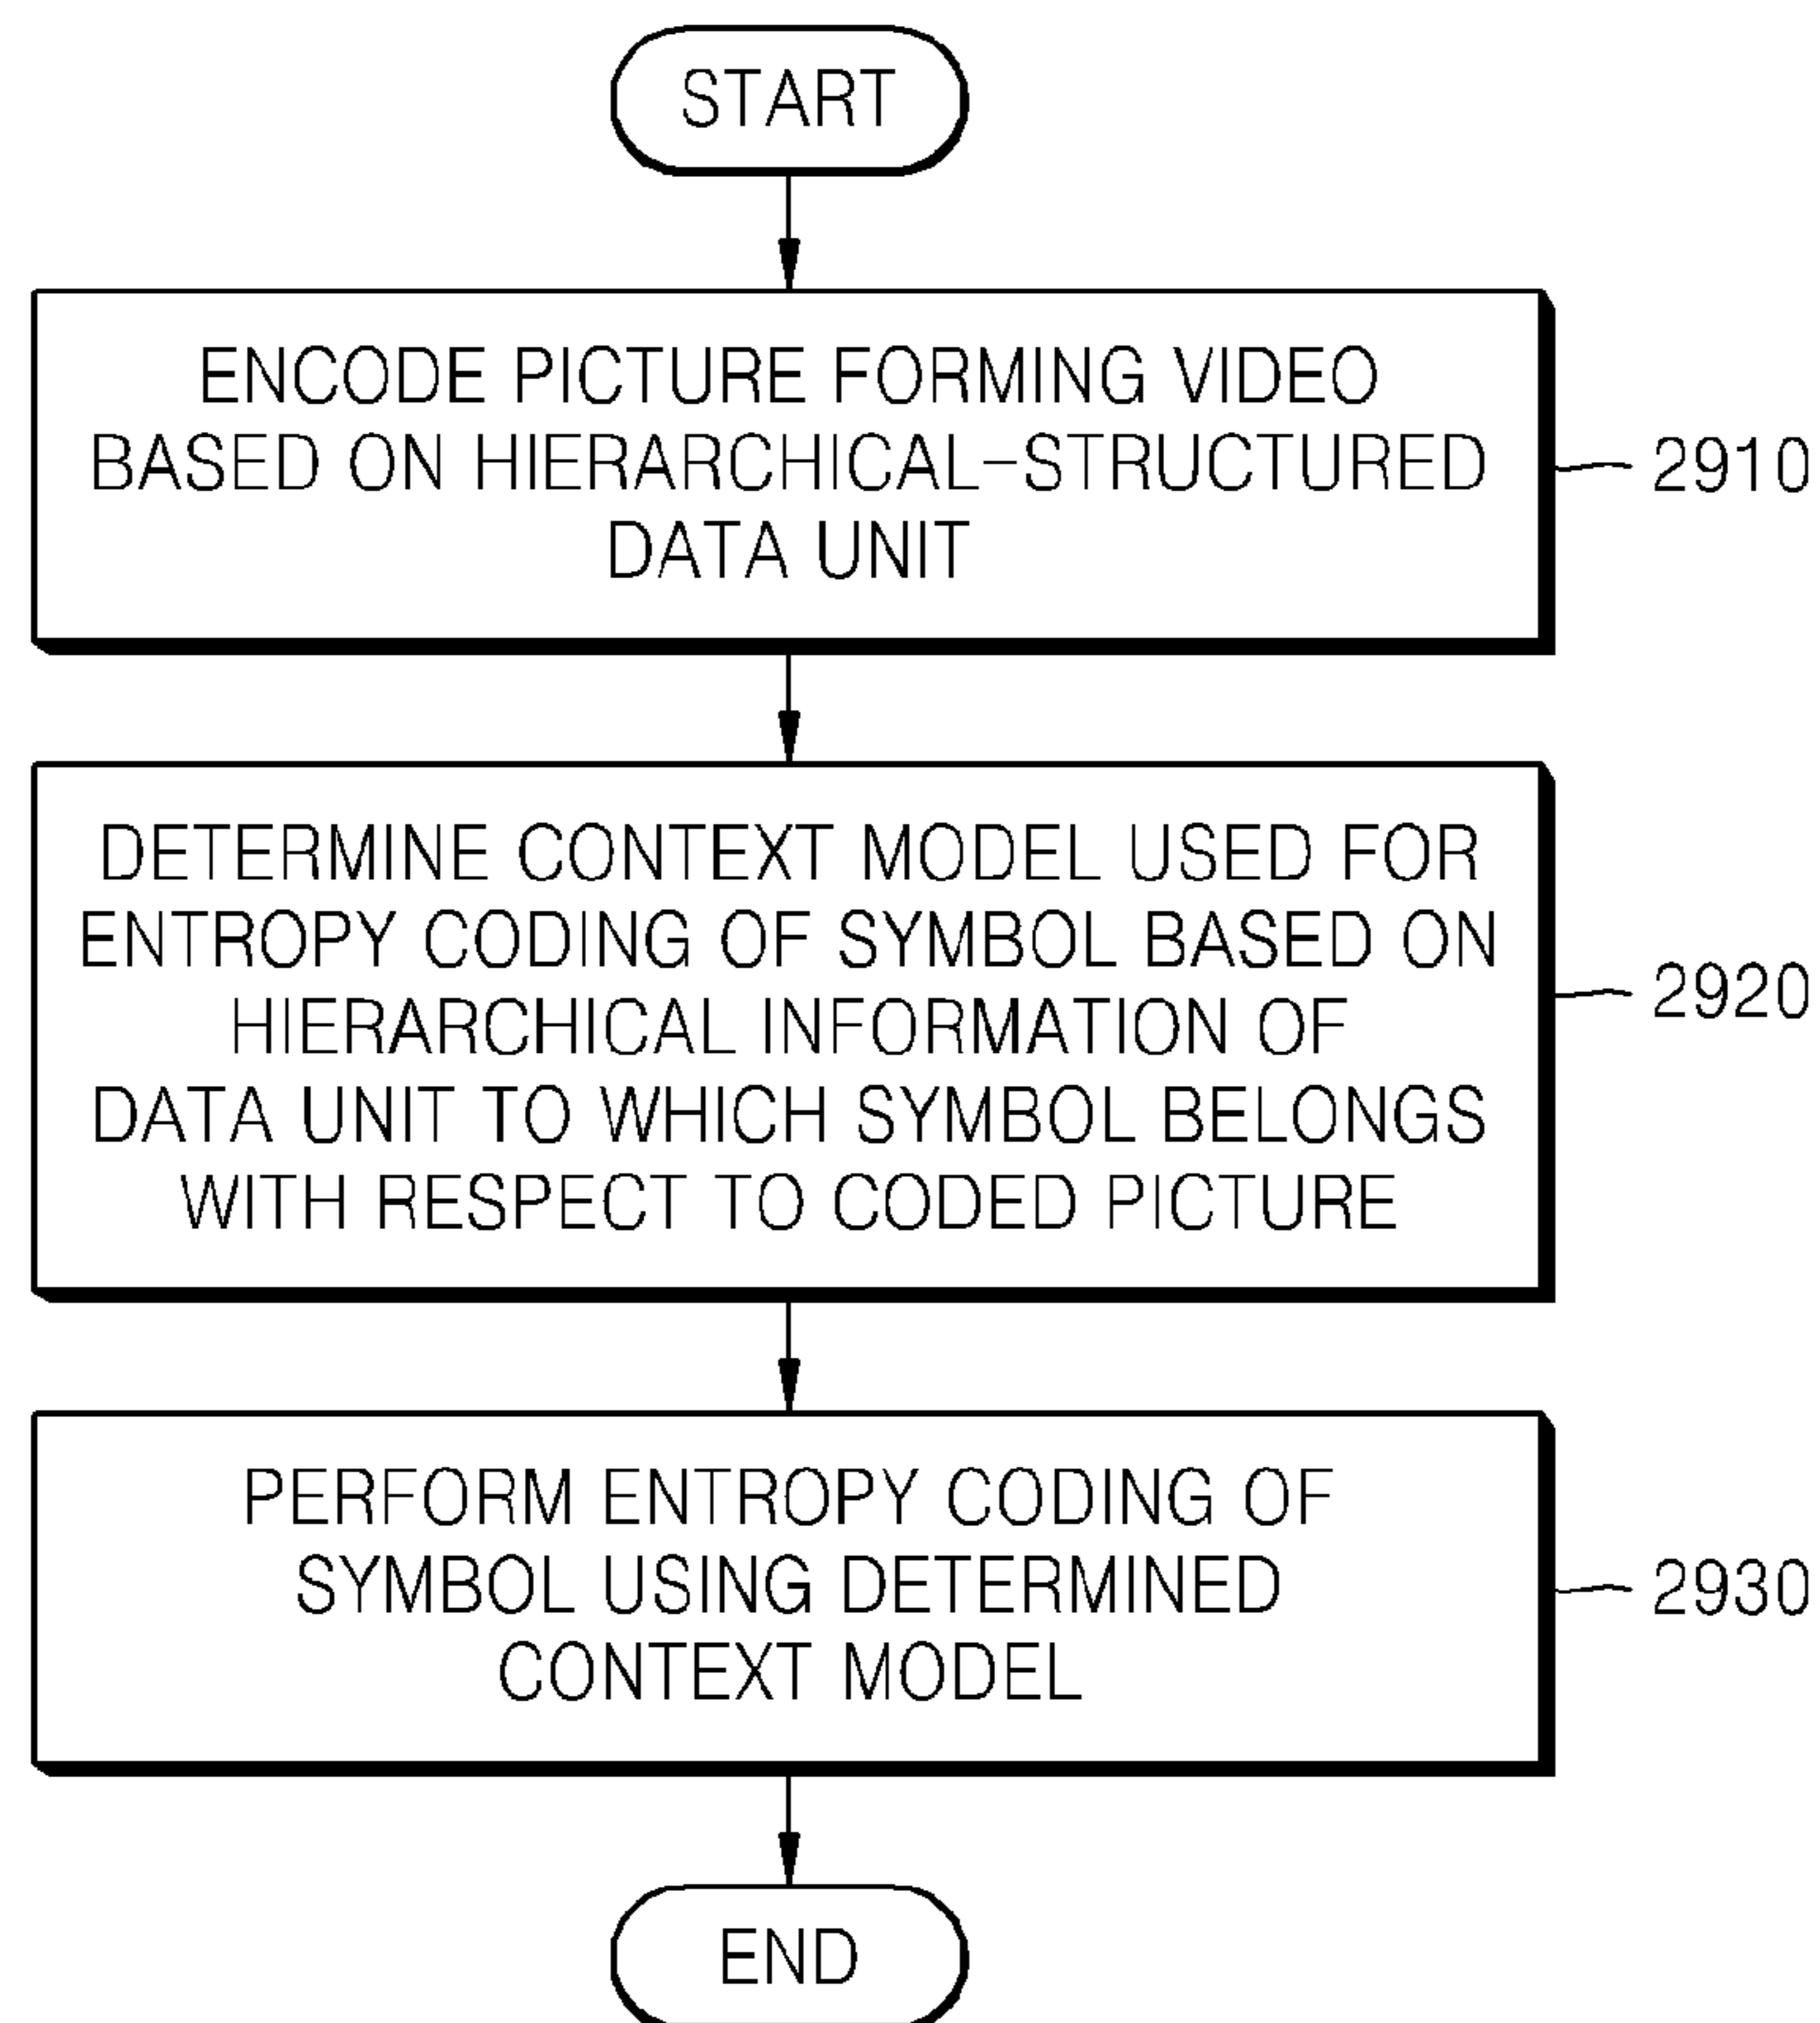 START
ENCODE PICTURE FORMING VIDEO
BASED ON HIERARCHICAL-STRUCTURED
DATA UNIT
2910
DETERMINE CONTEXT MODEL USED FOR
ENTROPY CODING OF SYMBOL BASED ON
HIERARCHICAL INFORMATION OF
DATA UNIT TO WHICH SYMBOL BELONGS
WITH RESPECT TO CODED PICTURE
2920
PERFORM ENTROPY CODING OF
SYMBOL USING DETERMINED
CONTEXT MODEL
2930
END